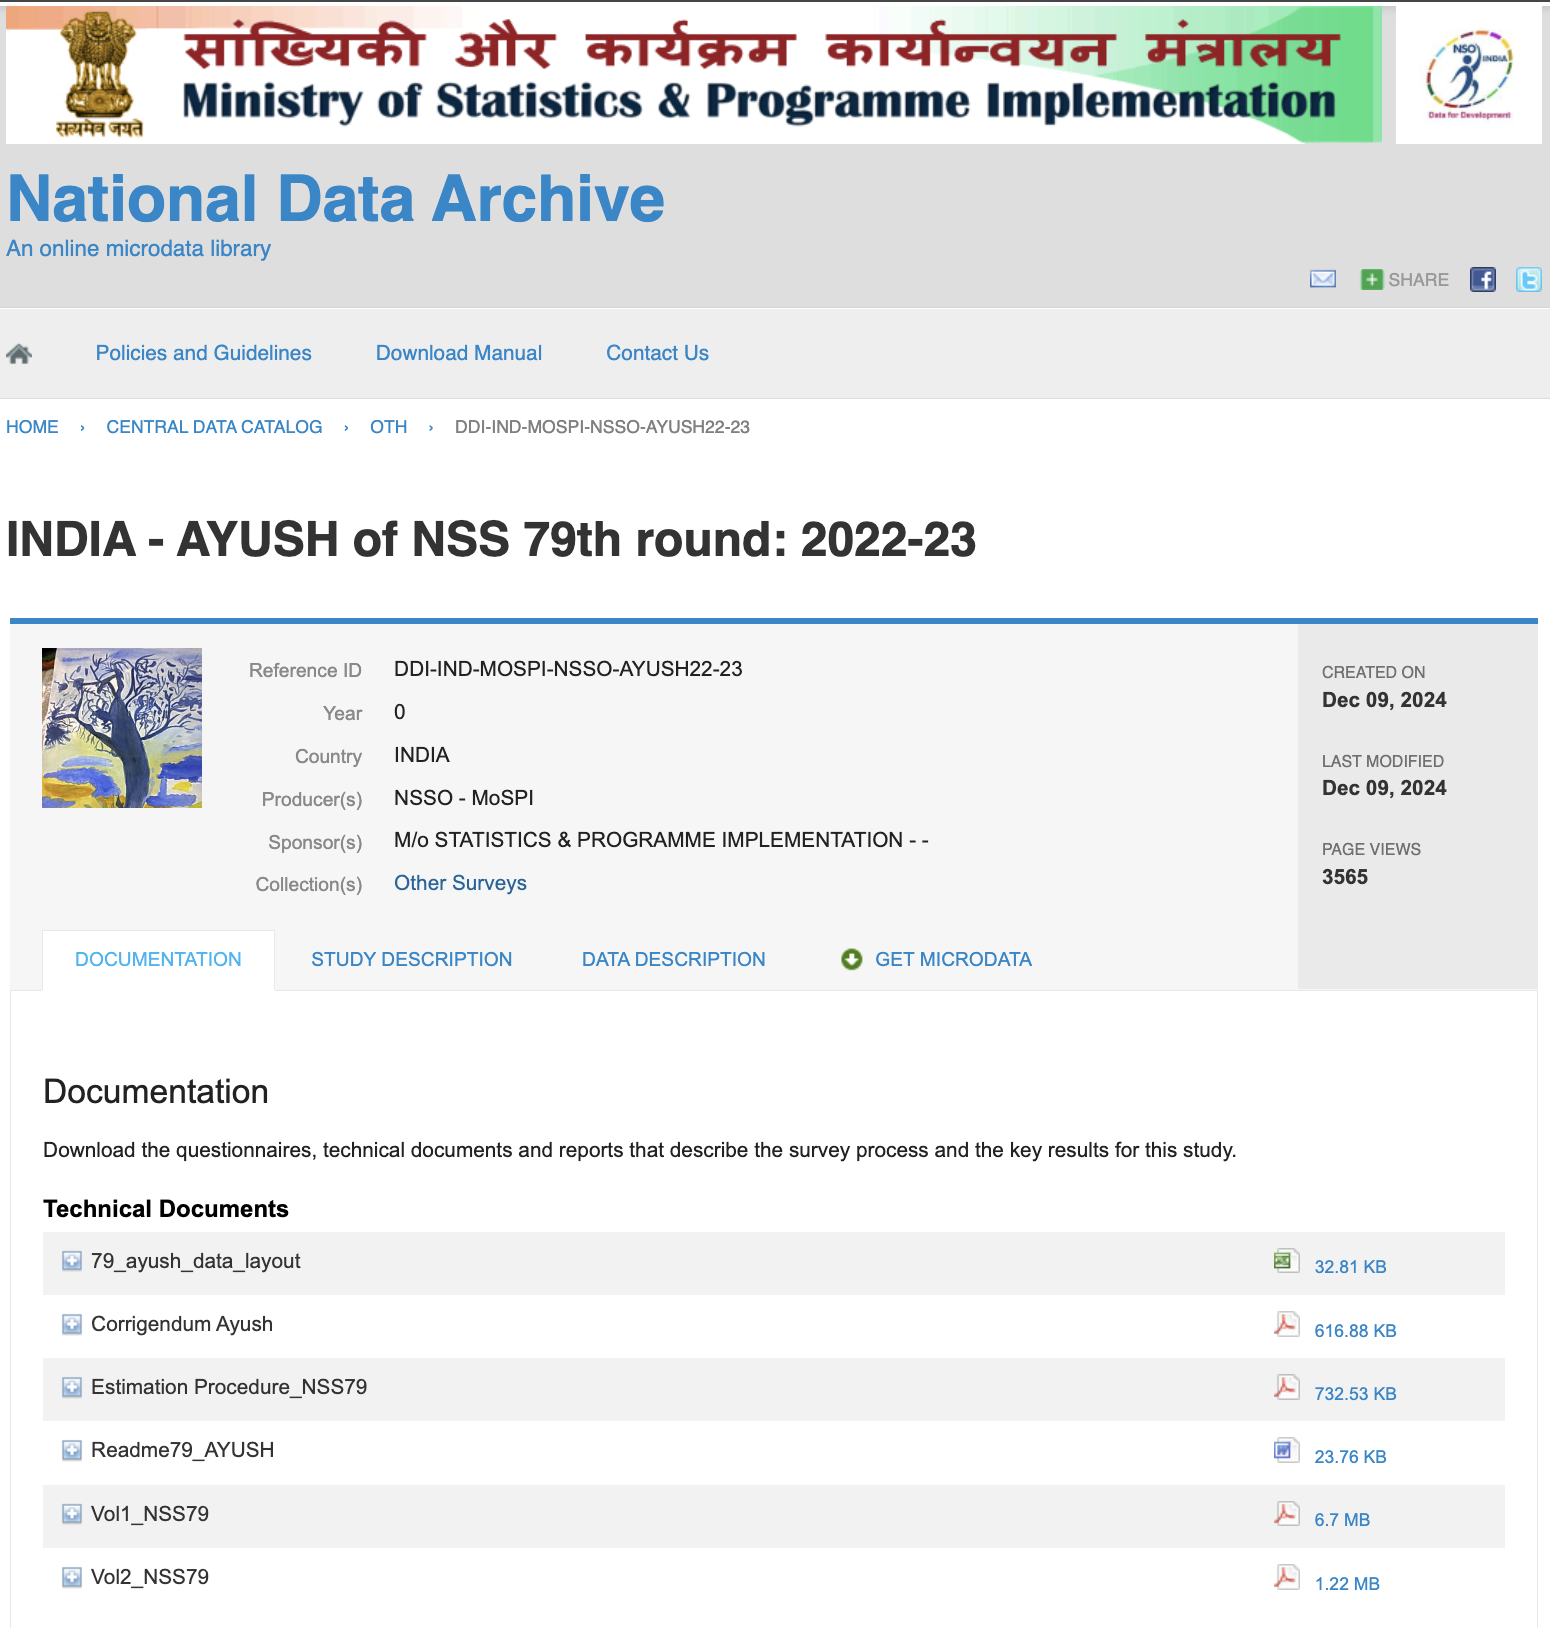 सांख्यिकी और कार्यक्रम कार्यान्वयन मंत्रालय
Ministry of Statistics & Programme Implementation
सत्यमेव जयते
NSO
INDIA
Data for Development
National Data Archive
An online microdata library
SHARE
Policies and Guidelines Download Manual Contact Us
HOME › CENTRAL DATA CATALOG › OTH › DDI-IND-MOSPI-NSSO-AYUSH22-23
INDIA - AYUSH of NSS 79th round: 2022-23
Reference ID DDI-IND-MOSPI-NSSO-AYUSH22-23
Year 0
Country INDIA
Producer(s) NSSO - MoSPI
Sponsor(s) M/o STATISTICS & PROGRAMME IMPLEMENTATION - -
Collection(s) Other Surveys
CREATED ON
Dec 09, 2024
LAST MODIFIED
Dec 09, 2024
PAGE VIEWS
3565
DOCUMENTATION STUDY DESCRIPTION DATA DESCRIPTION GET MICRODATA
Documentation
Download the questionnaires, technical documents and reports that describe the survey process and the key results for this study.
Technical Documents
79_ayush_data_layout 32.81 KB
Corrigendum Ayush 616.88 KB
Estimation Procedure_NSS79 732.53 KB
Readme79_AYUSH 23.76 KB
Vol1_NSS79 6.7 MB
Vol2_NSS79 1.22 MB